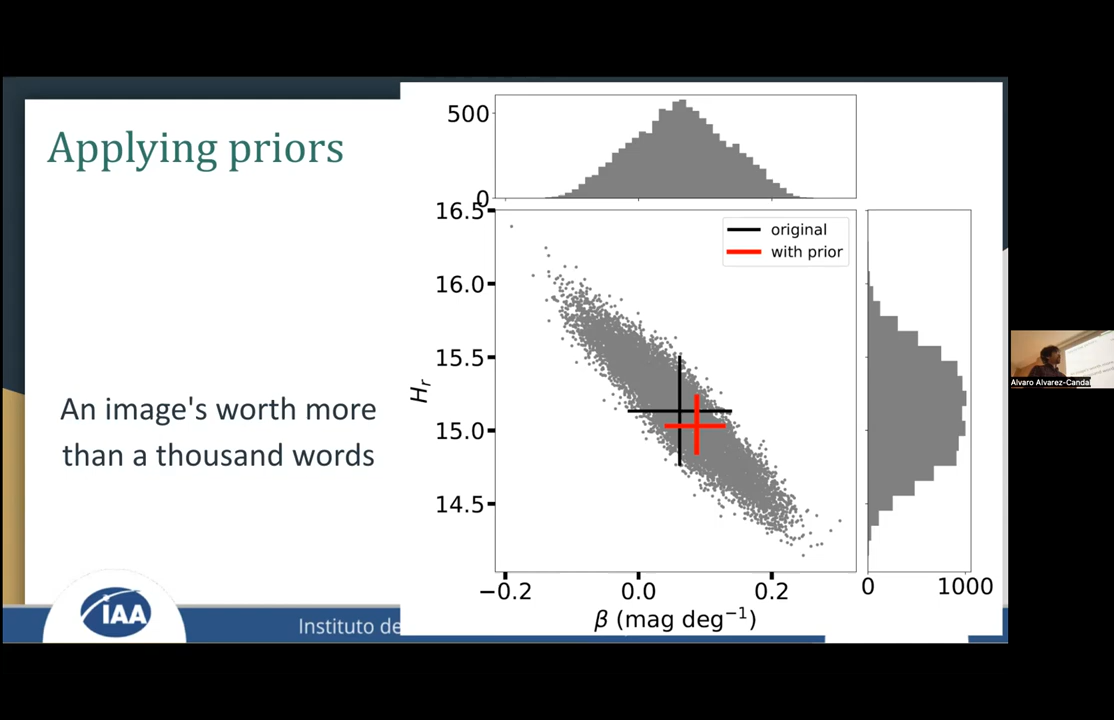 Applying priors
An image's worth more
than a thousand words
IAA
Instituto de
500
0
16.5
16.0
15.5
15.0
14.5
H_r
original
with prior
−0.2
0.0
0.2
β (mag deg⁻¹)
0
1000
Alvaro Alvarez-Candal